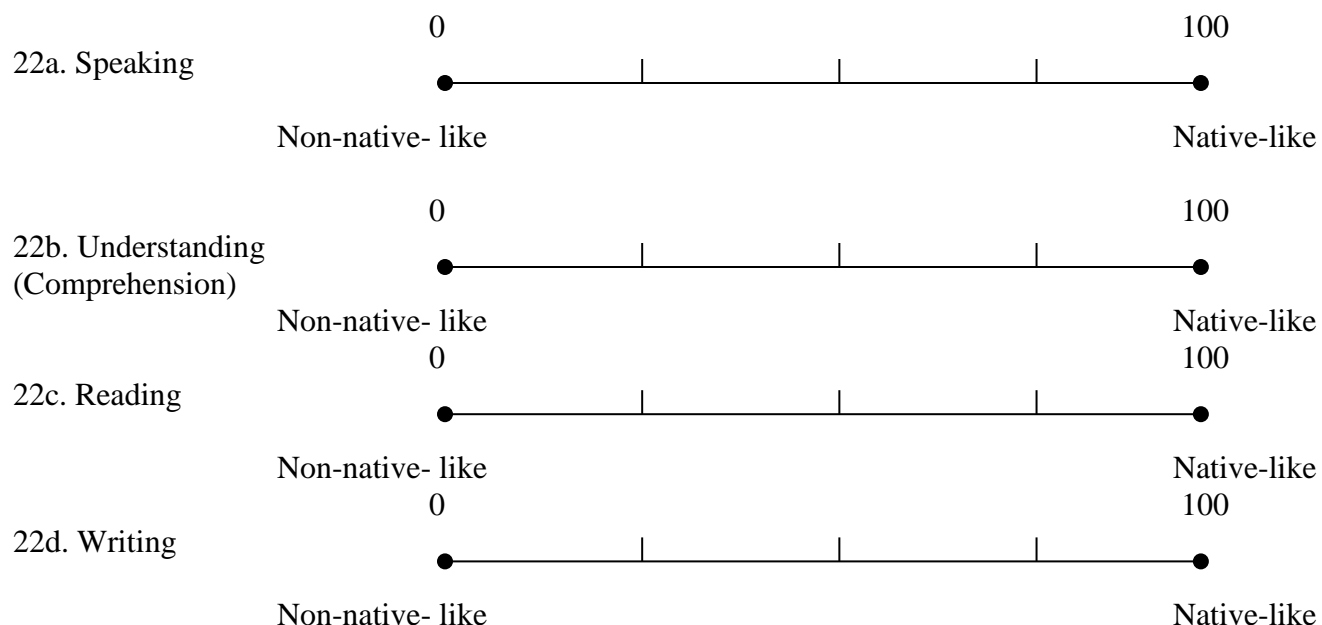 0 100
22a. Speaking
Non-native- like Native-like
0 100
22b. Understanding
(Comprehension)
Non-native- like Native-like
0 100
22c. Reading
Non-native- like Native-like
0 100
22d. Writing
Non-native- like Native-like